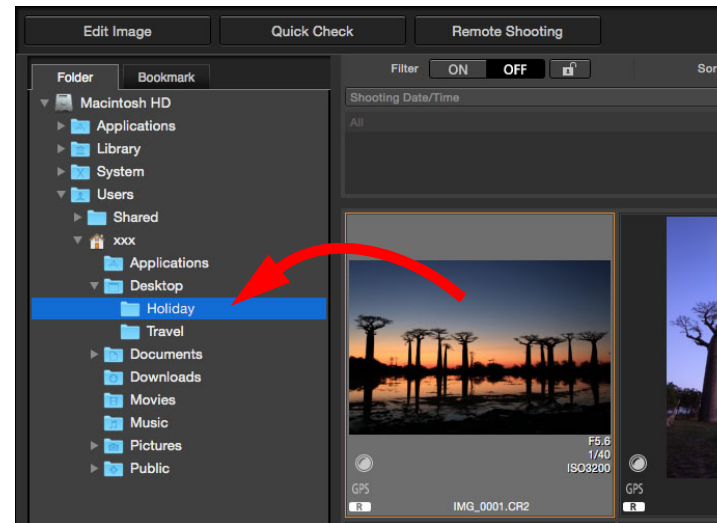 Edit Image
Quick Check
Remote Shooting
Folder
Bookmark
Filter
ON
OFF
Sor
Macintosh HD
Applications
Library
System
Users
Shared
xxx
Applications
Desktop
Holiday
Travel
Documents
Downloads
Movies
Music
Pictures
Public
Shooting Date/Time
All
F5.6
1/40
ISO3200
GPS
R
IMG_0001.CR2
GPS
R